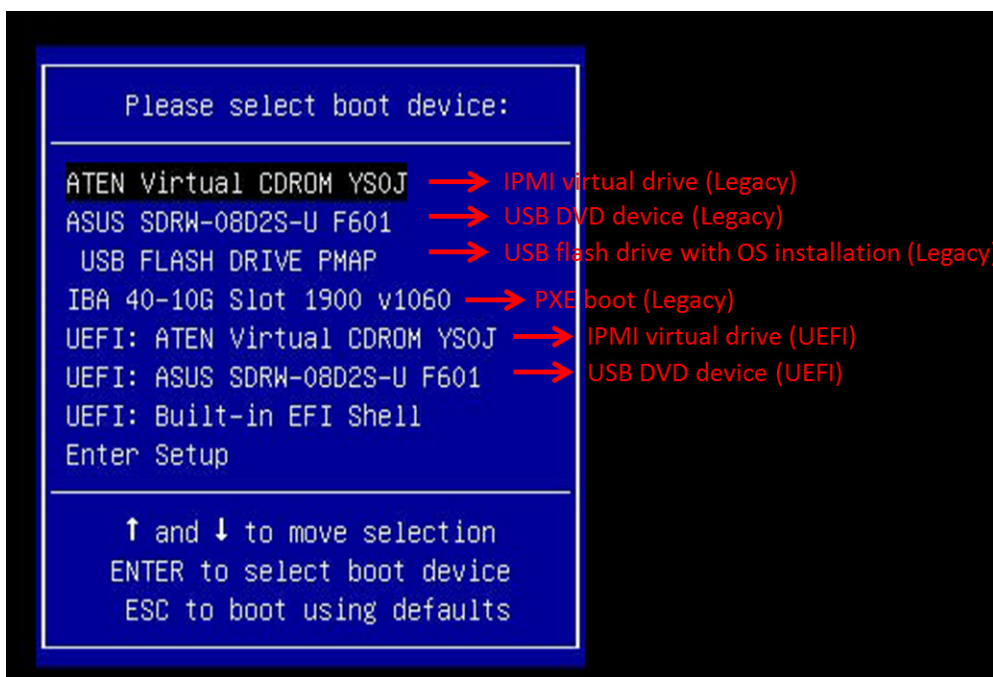 Please select boot device:
ATEN Virtual CDROM YS0J → IPMI virtual drive (Legacy)
ASUS SDRW-08D2S-U F601 → USB DVD device (Legacy)
USB FLASH DRIVE PMAP → USB flash drive with OS installation (Legacy)
IBA 40-10G Slot 1900 v1060 → PXE boot (Legacy)
UEFI: ATEN Virtual CDROM YS0J → IPMI virtual drive (UEFI)
UEFI: ASUS SDRW-08D2S-U F601 → USB DVD device (UEFI)
UEFI: Built-in EFI Shell
Enter Setup
↑ and ↓ to move selection
ENTER to select boot device
ESC to boot using defaults